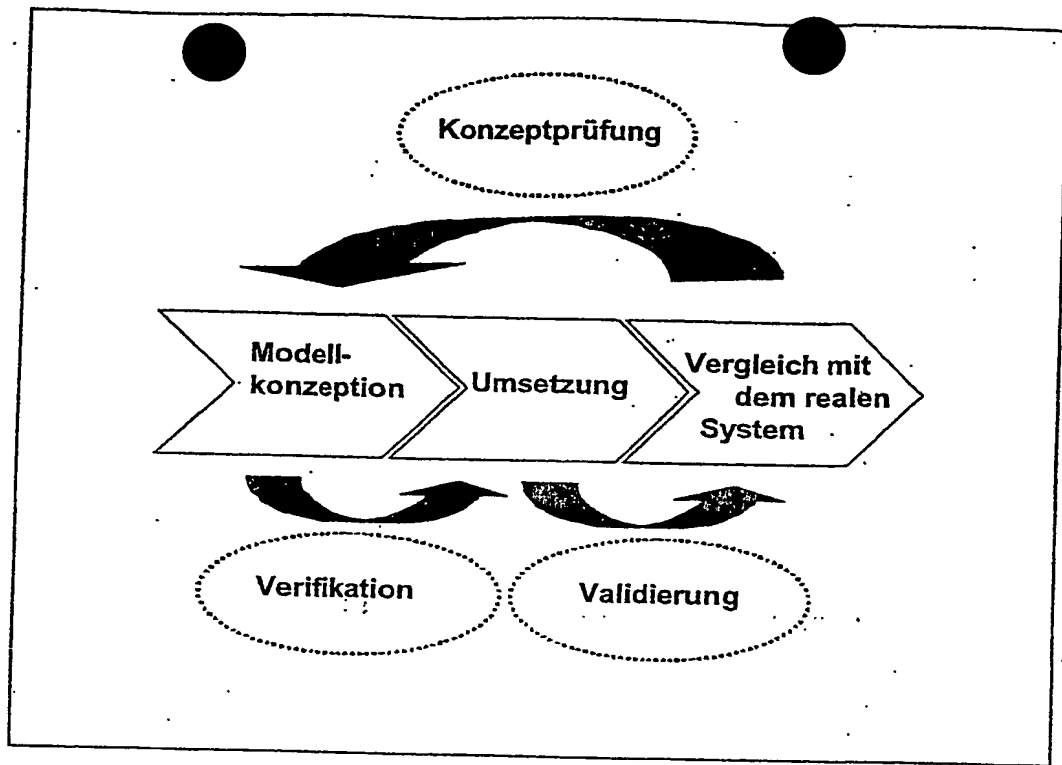 Konzeptprüfung
Modell-
konzeption
Umsetzung
Vergleich mit
dem realen
System
Verifikation
Validierung